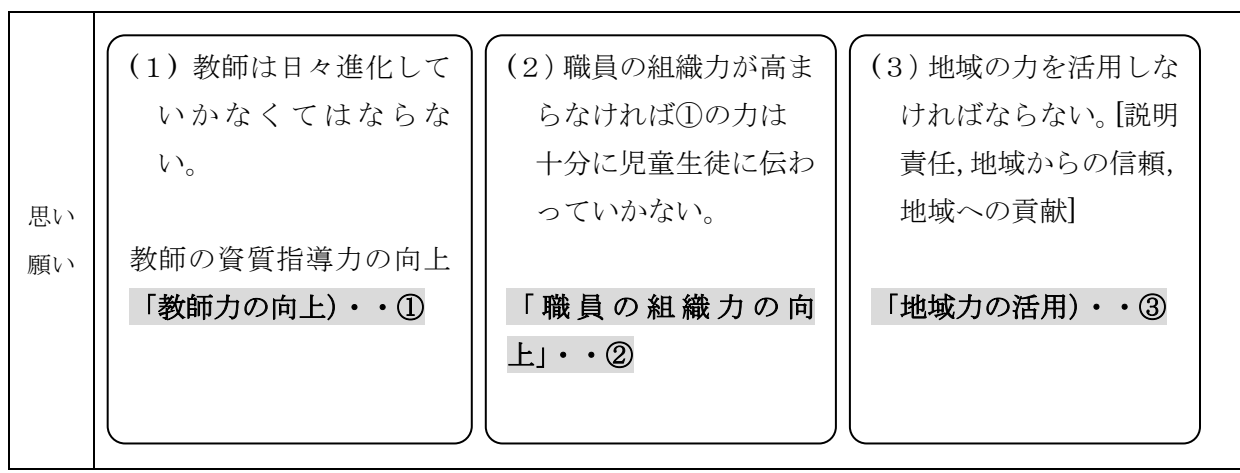 思い
願い
(1) 教師は日々進化して
いかなくてはならな
い。
教師の資質指導力の向上
「教師力の向上)・・①
(2)職員の組織力が高ま
らなければ①の力は
十分に児童生徒に伝わ
っていかない。
「職員の組織力の向
上」・・②
(3)地域の力を活用しな
ければならない。[説明
責任,地域からの信頼,
地域への貢献]
「地域力の活用)・・③